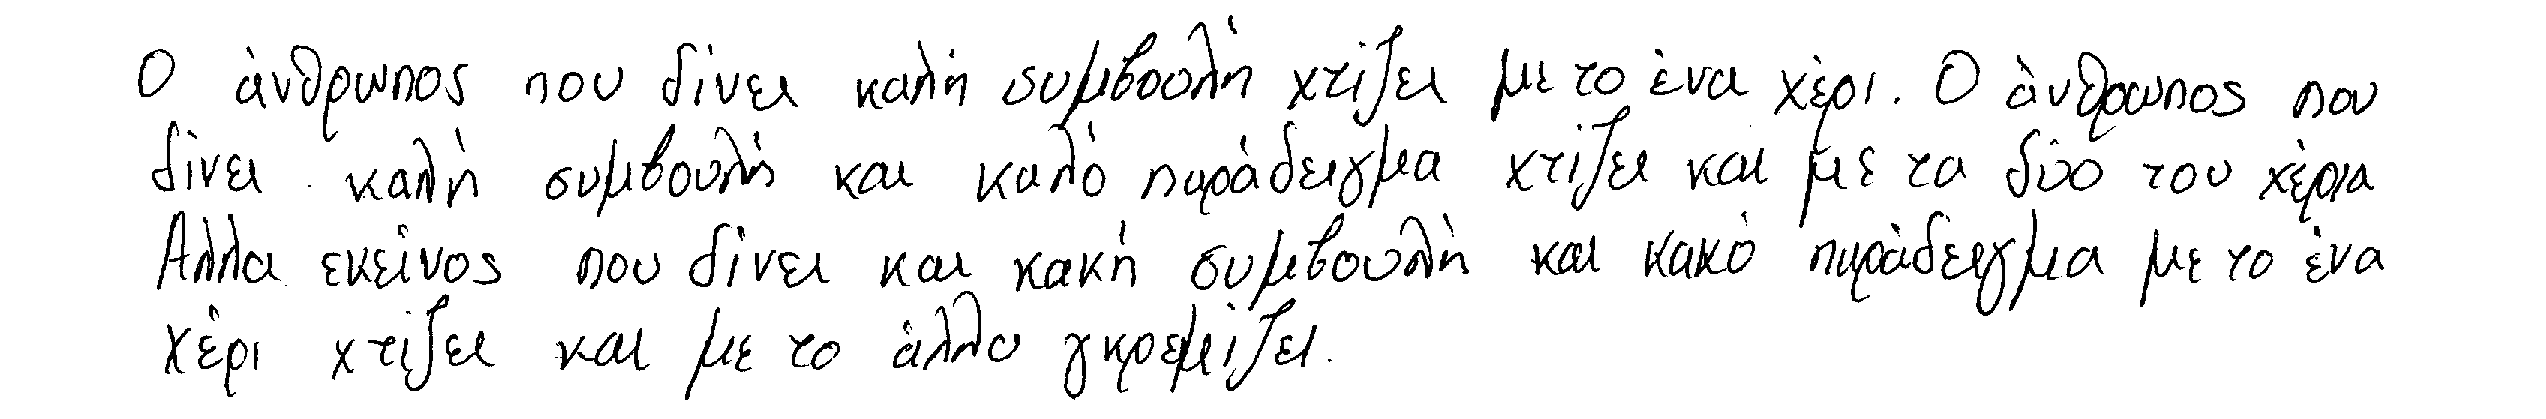 Ο άνθρωπος που δίνει καλή συμβουλή χτίζει με το ένα χέρι. Ο άνθρωπος που
δίνει καλή συμβουλή και καλό παράδειγμα χτίζει και με τα δύο του χέρια
Αλλα εκείνος που δίνει και κακή συμβουλή και κακό παράδειγμα με το ένα
χέρι χτίζει και με το άλλο γκρεμίζει.